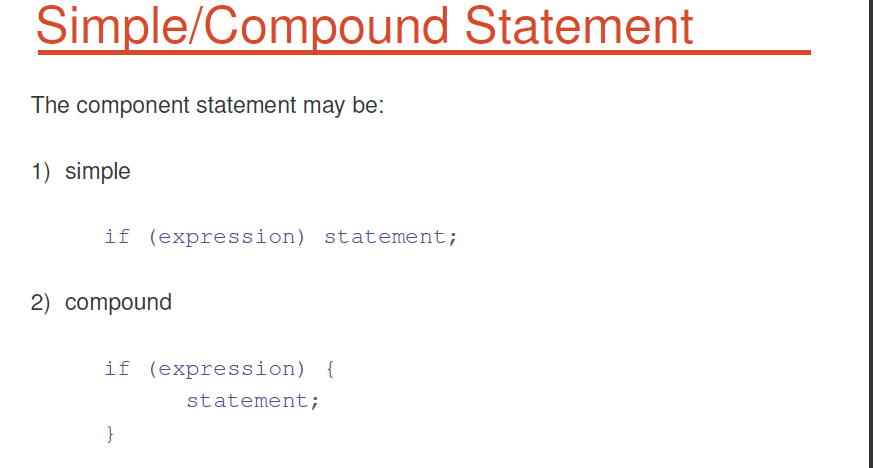 Simple/Compound Statement
The component statement may be:
1) simple
if (expression) statement;
2) compound
if (expression) {
statement;
}